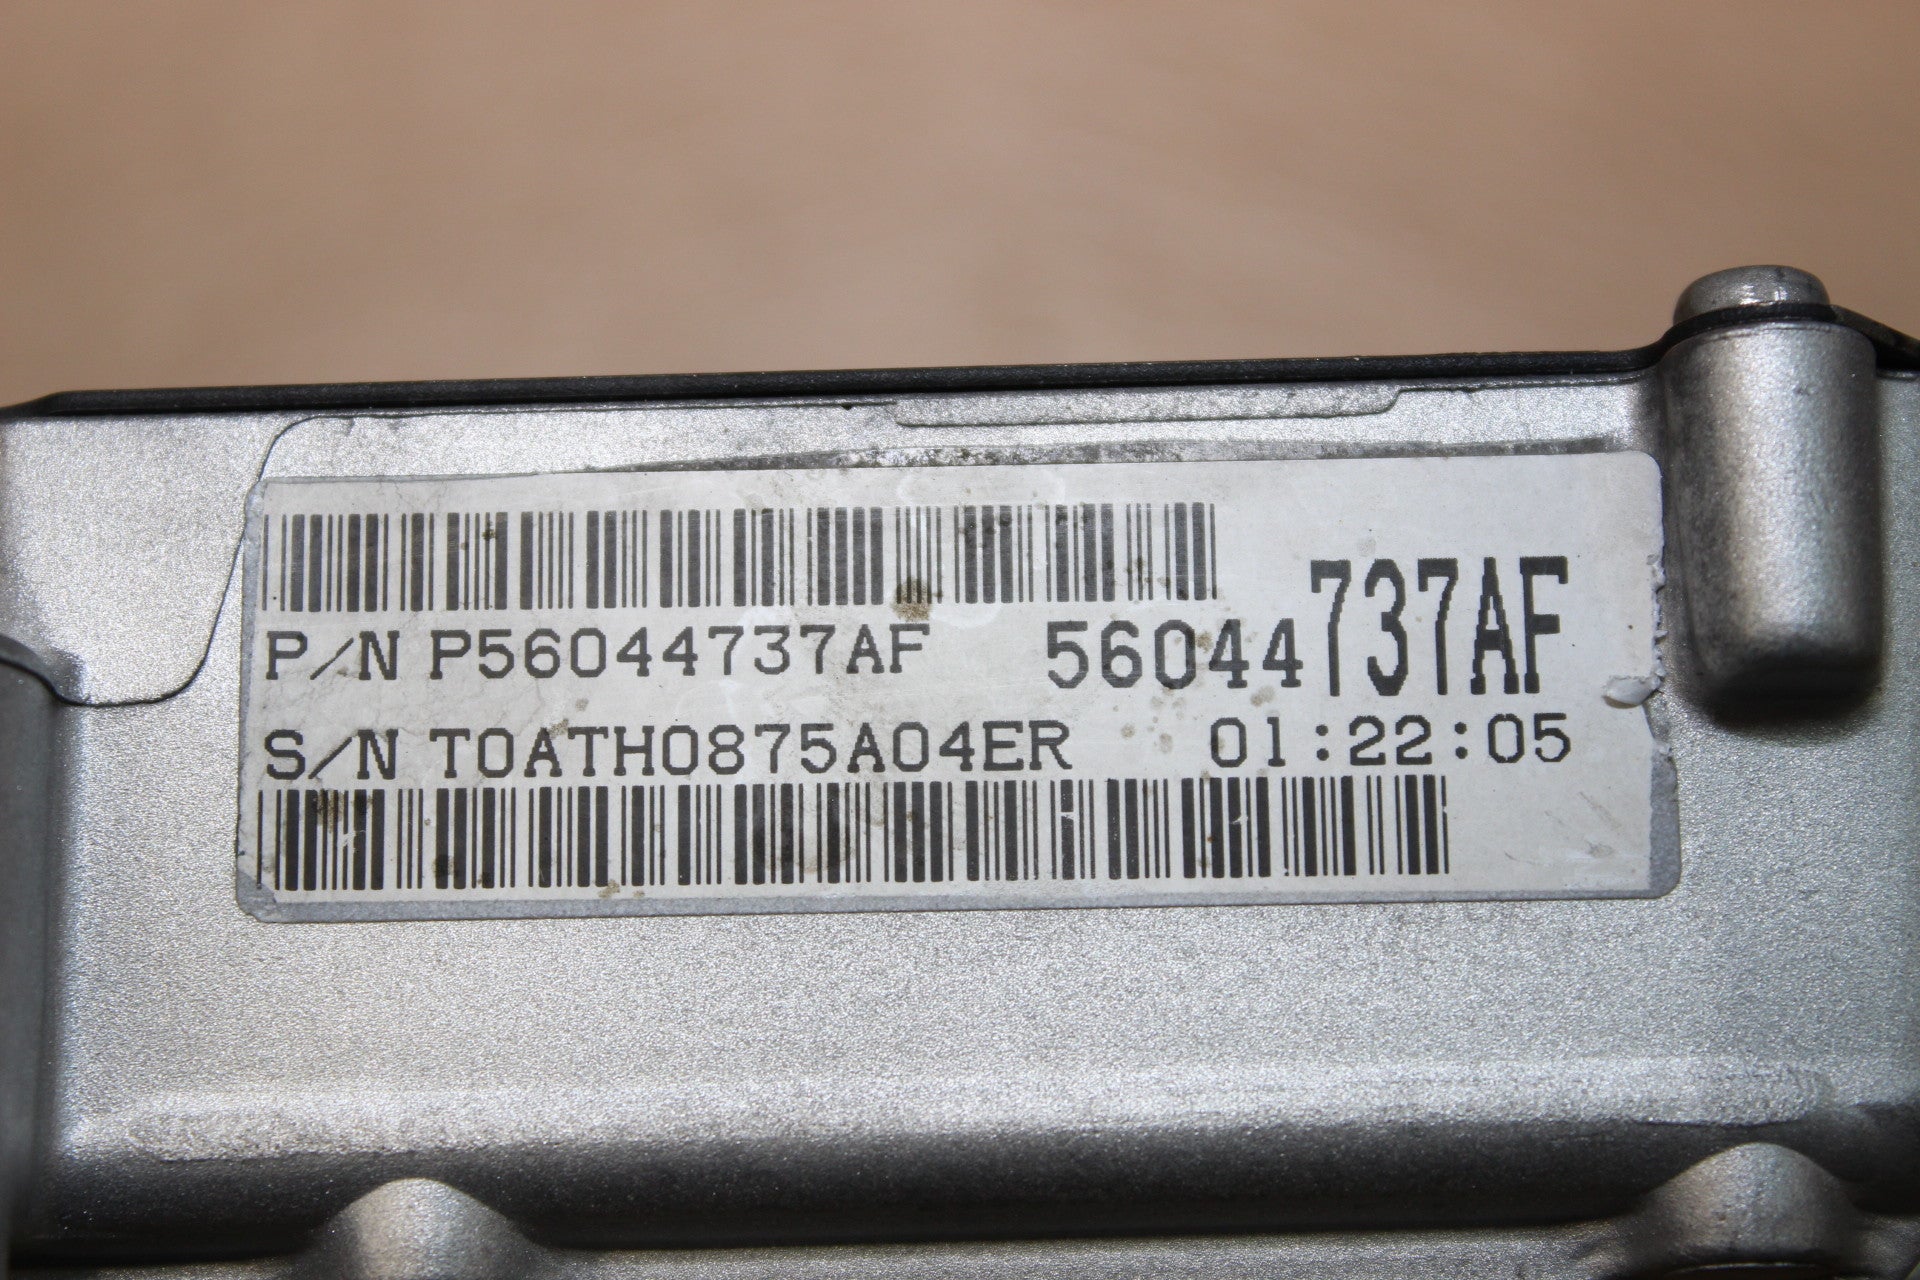 P/N P56044737AF 56044737AF
S/N T0ATH0875A04ER 01:22:05